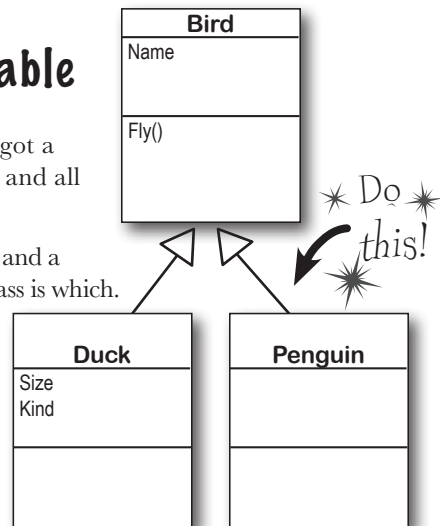 able
got a
and all
and a
ass is which.
Bird
Name
Fly()
Do
this!
Duck
Size
Kind
Penguin